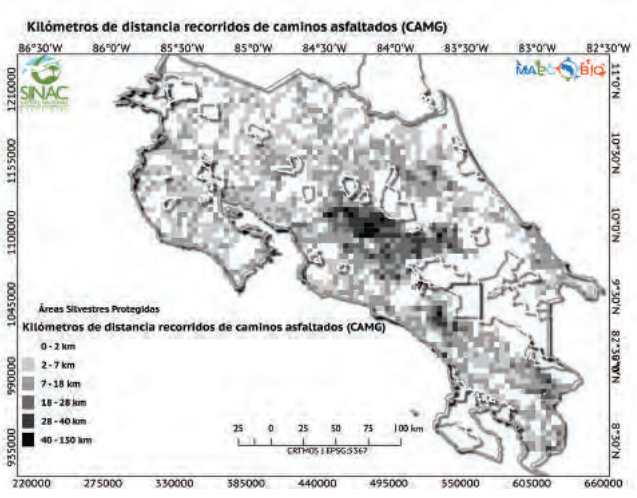 Kilómetros de distancia recorridos de caminos asfaltados (CAMG)
86°30'W 86°0'W 85°30'W 85°0'W 84°30'W 84°0'W 83°30'W 83°0'W 82°30'W
SINAC
1210000
1155000
1100000
1045000
990000
935000
11°0'N
10°30'N
10°0'N
9°30'N
8°30'N
Áreas Silvestres Protegidas
Kilómetros de distancia recorridos de caminos asfaltados (CAMG)
0 - 2 km
2 - 7 km
7 - 18 km
18 - 28 km
28 - 40 km
40 - 150 km
25 0 25 50 75 100 km
CRTM05 | EPSG:5367
220000 275000 330000 385000 440000 495000 550000 605000 660000